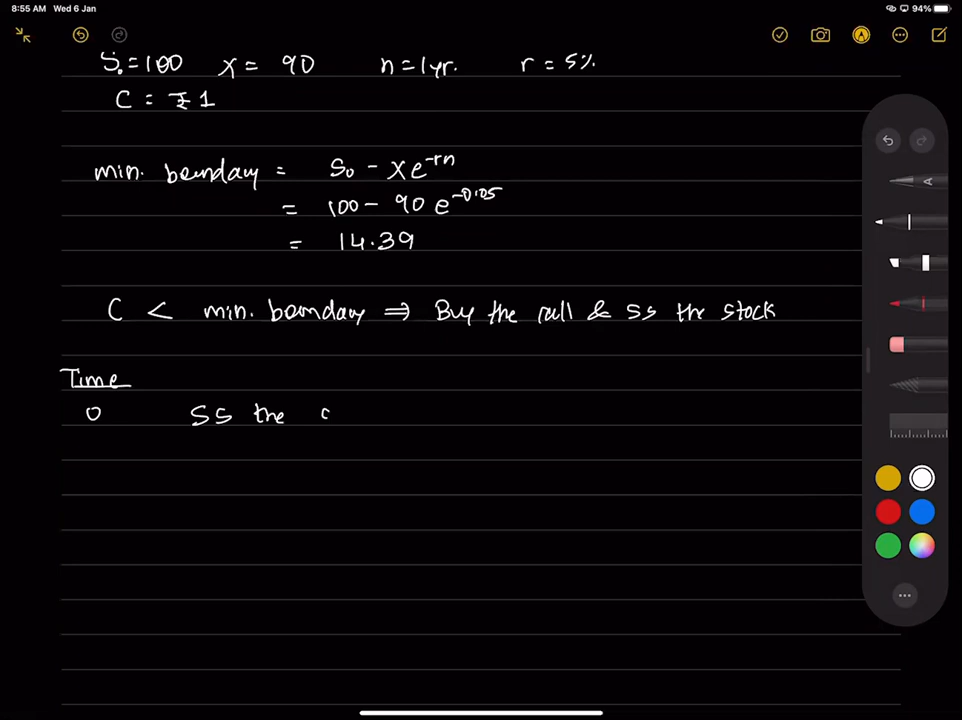 8:55 AM Wed 6 Jan 94%
S₀ = 100 X = 90 n = 1yr. r = 5%
C = ₹1
min. boundary = S₀ - Xe^-rn
= 100 - 90 e^-0.05
= 14.39
C < min. boundary ⇒ Buy the call & SS the stock
Time
0 SS the
A